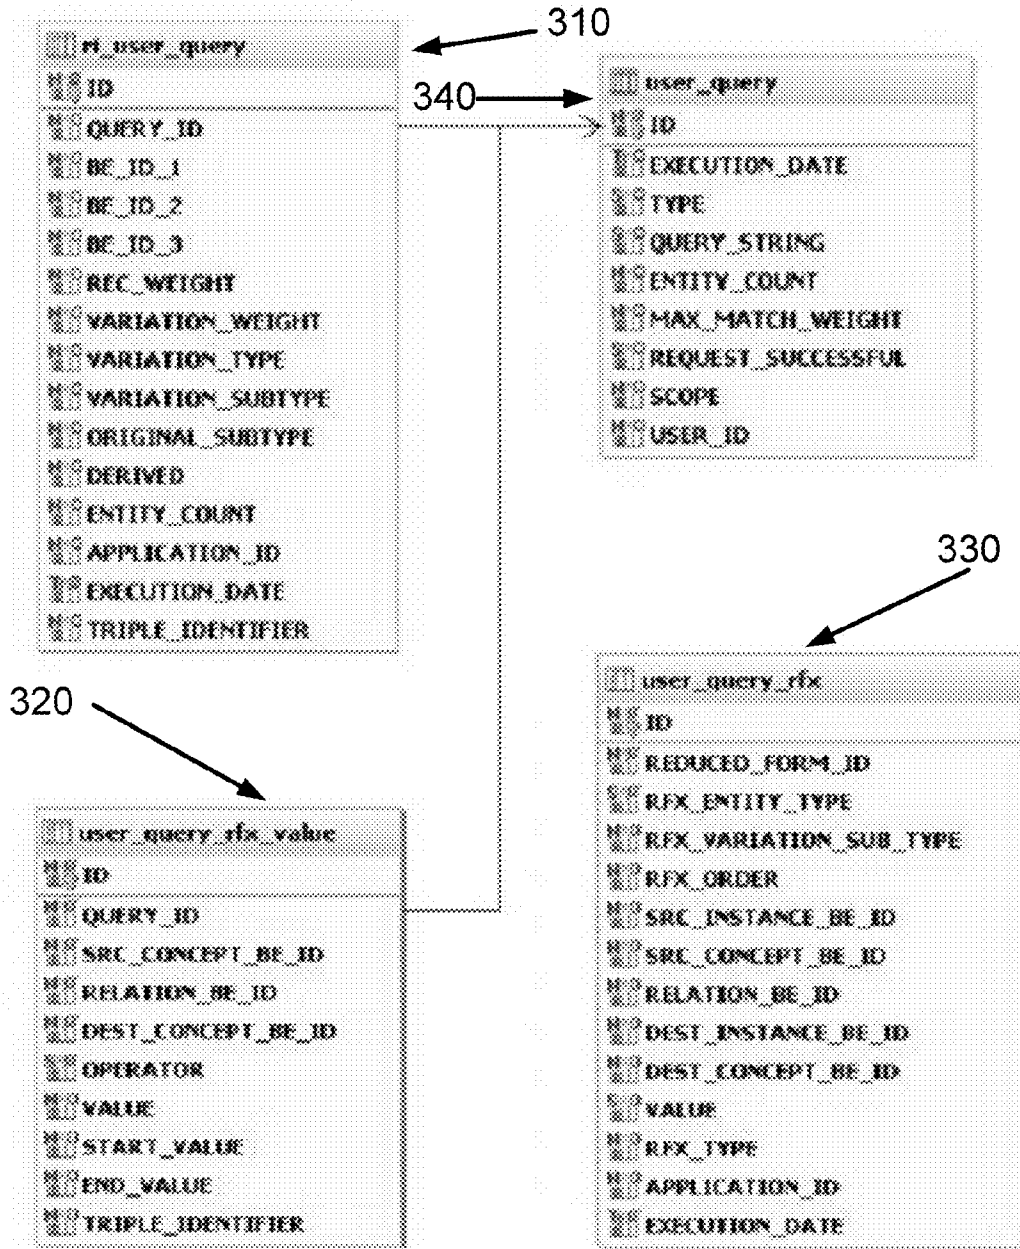 310
rf_user_query
ID
QUERY_ID
BE_ID_1
BE_ID_2
BE_ID_3
REC_WEIGHT
VARIATION_WEIGHT
VARIATION_TYPE
VARIATION_SUBTYPE
ORIGINAL_SUBTYPE
DERIVED
ENTITY_COUNT
APPLICATION_ID
EXECUTION_DATE
TRIPLE_IDENTIFIER
340
user_query
ID
EXECUTION_DATE
TYPE
QUERY_STRING
ENTITY_COUNT
MAX_MATCH_WEIGHT
REQUEST_SUCCESSFUL
SCOPE
USER_ID
320
user_query_rfx_value
ID
QUERY_ID
SRC_CONCEPT_BE_ID
RELATION_BE_ID
DEST_CONCEPT_BE_ID
OPERATOR
VALUE
START_VALUE
END_VALUE
TRIPLE_IDENTIFIER
330
user_query_rfx
ID
REDUCED_FORM_ID
RFX_ENTITY_TYPE
RFX_VARIATION_SUB_TYPE
RFX_ORDER
SRC_INSTANCE_BE_ID
SRC_CONCEPT_BE_ID
RELATION_BE_ID
DEST_INSTANCE_BE_ID
DEST_CONCEPT_BE_ID
VALUE
RFX_TYPE
APPLICATION_ID
EXECUTION_DATE